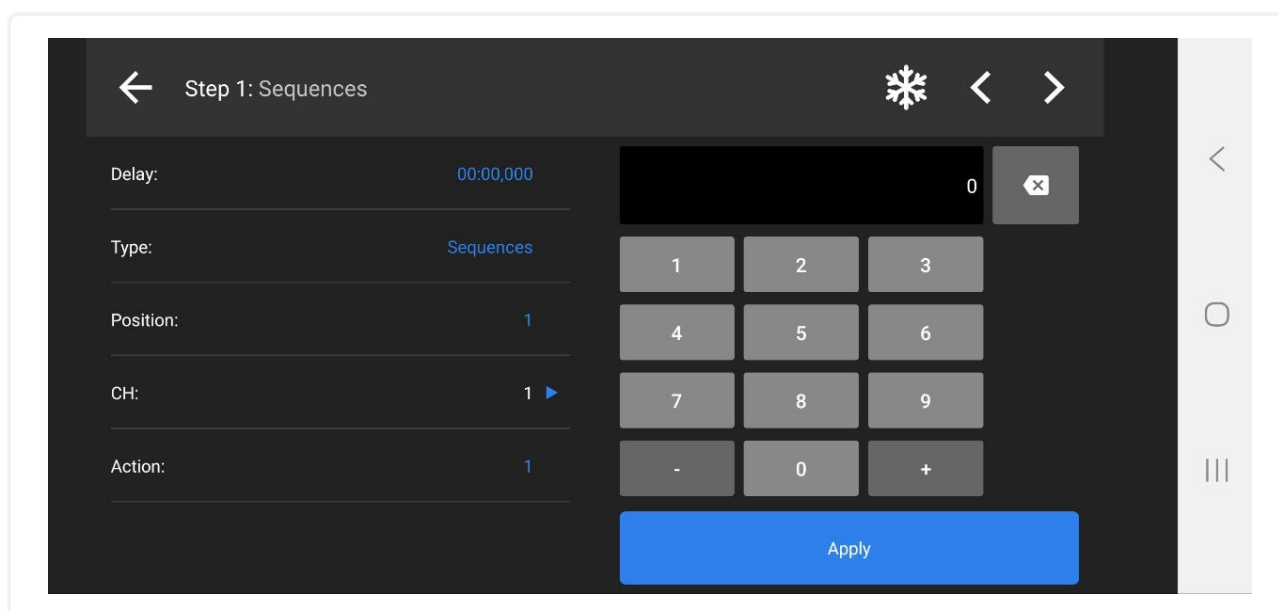 Step 1: Sequences
Delay: 00:00,000
Type: Sequences
Position: 1
CH: 1
Action: 1
0
1 2 3
4 5 6
7 8 9
- 0 +
Apply